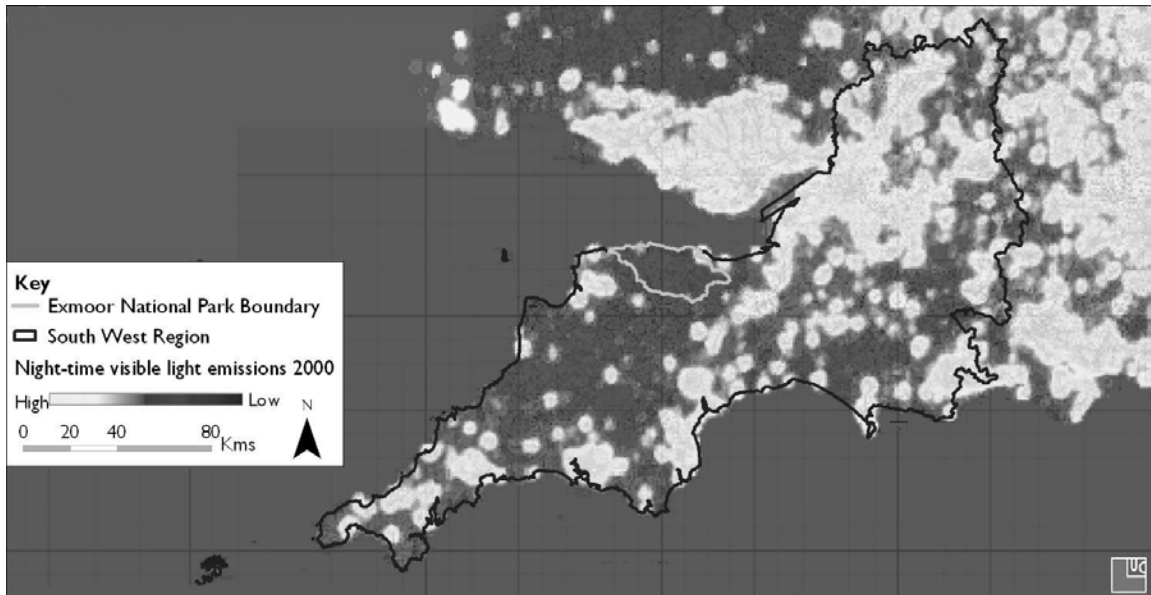 Key
Exmoor National Park Boundary
South West Region
Night-time visible light emissions 2000
High Low
N
0 20 40 80 Kms